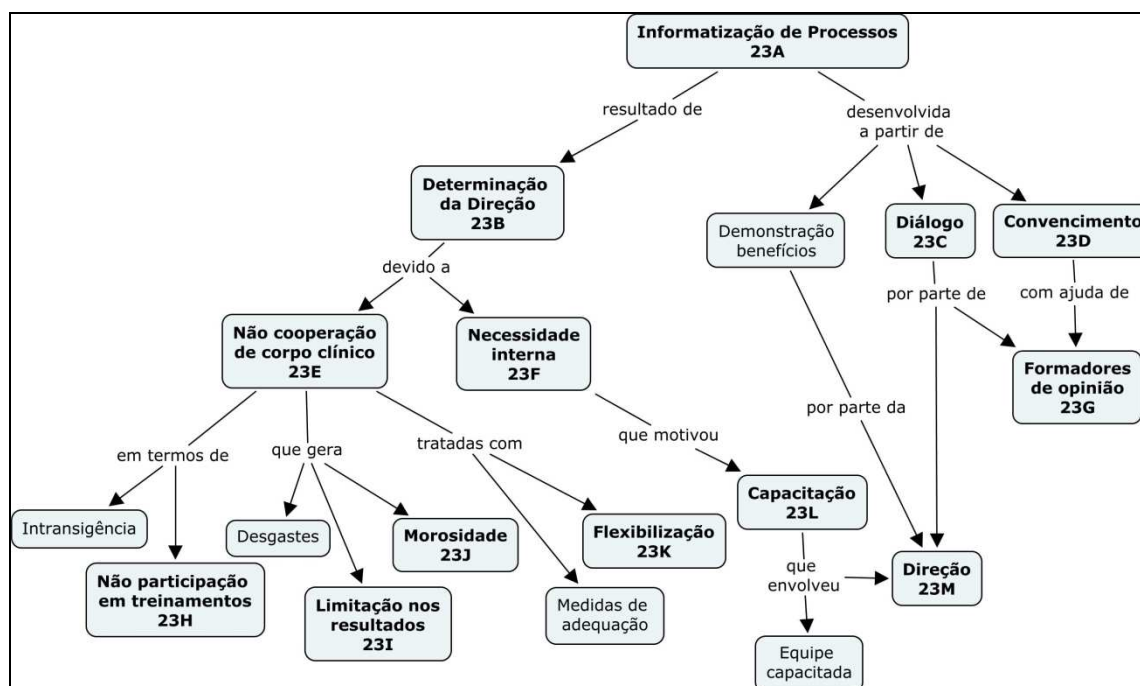 Informatização de Processos
23A
resultado de
desenvolvida
a partir de
Determinação
da Direção
23B
Demonstração
benefícios
Diálogo
23C
Convencimento
23D
devido a
por parte de
com ajuda de
Não cooperação
de corpo clínico
23E
Necessidade
interna
23F
Formadores
de opinião
23G
por parte da
em termos de
que gera
tratadas com
que motivou
Intransigência
Desgastes
Morosidade
23J
Flexibilização
23K
Capacitação
23L
Não participação
em treinamentos
23H
Limitação nos
resultados
23I
Medidas de
adequação
que
envolveu
Direção
23M
Equipe
capacitada